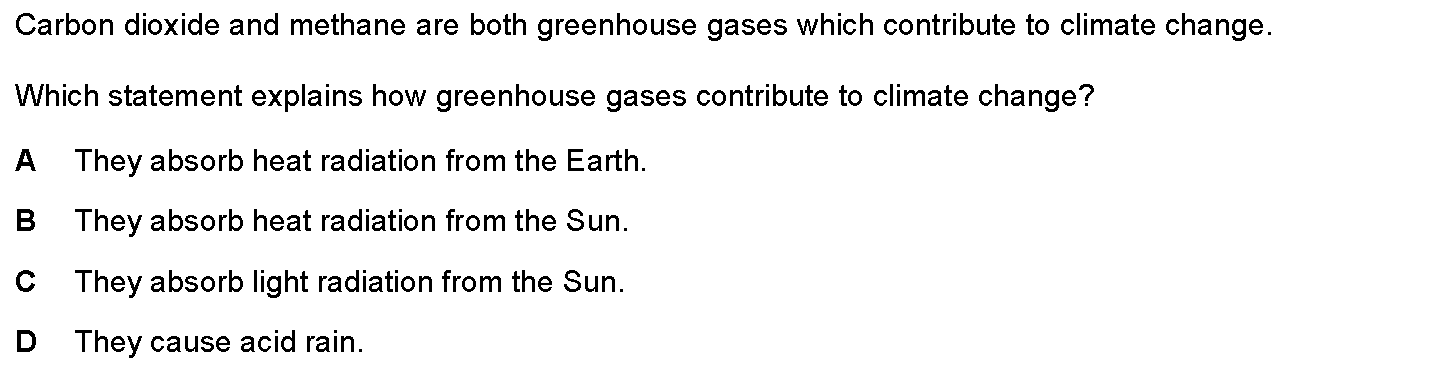 Carbon dioxide and methane are both greenhouse gases which contribute to climate change.
Which statement explains how greenhouse gases contribute to climate change?
A They absorb heat radiation from the Earth.
B They absorb heat radiation from the Sun.
C They absorb light radiation from the Sun.
D They cause acid rain.